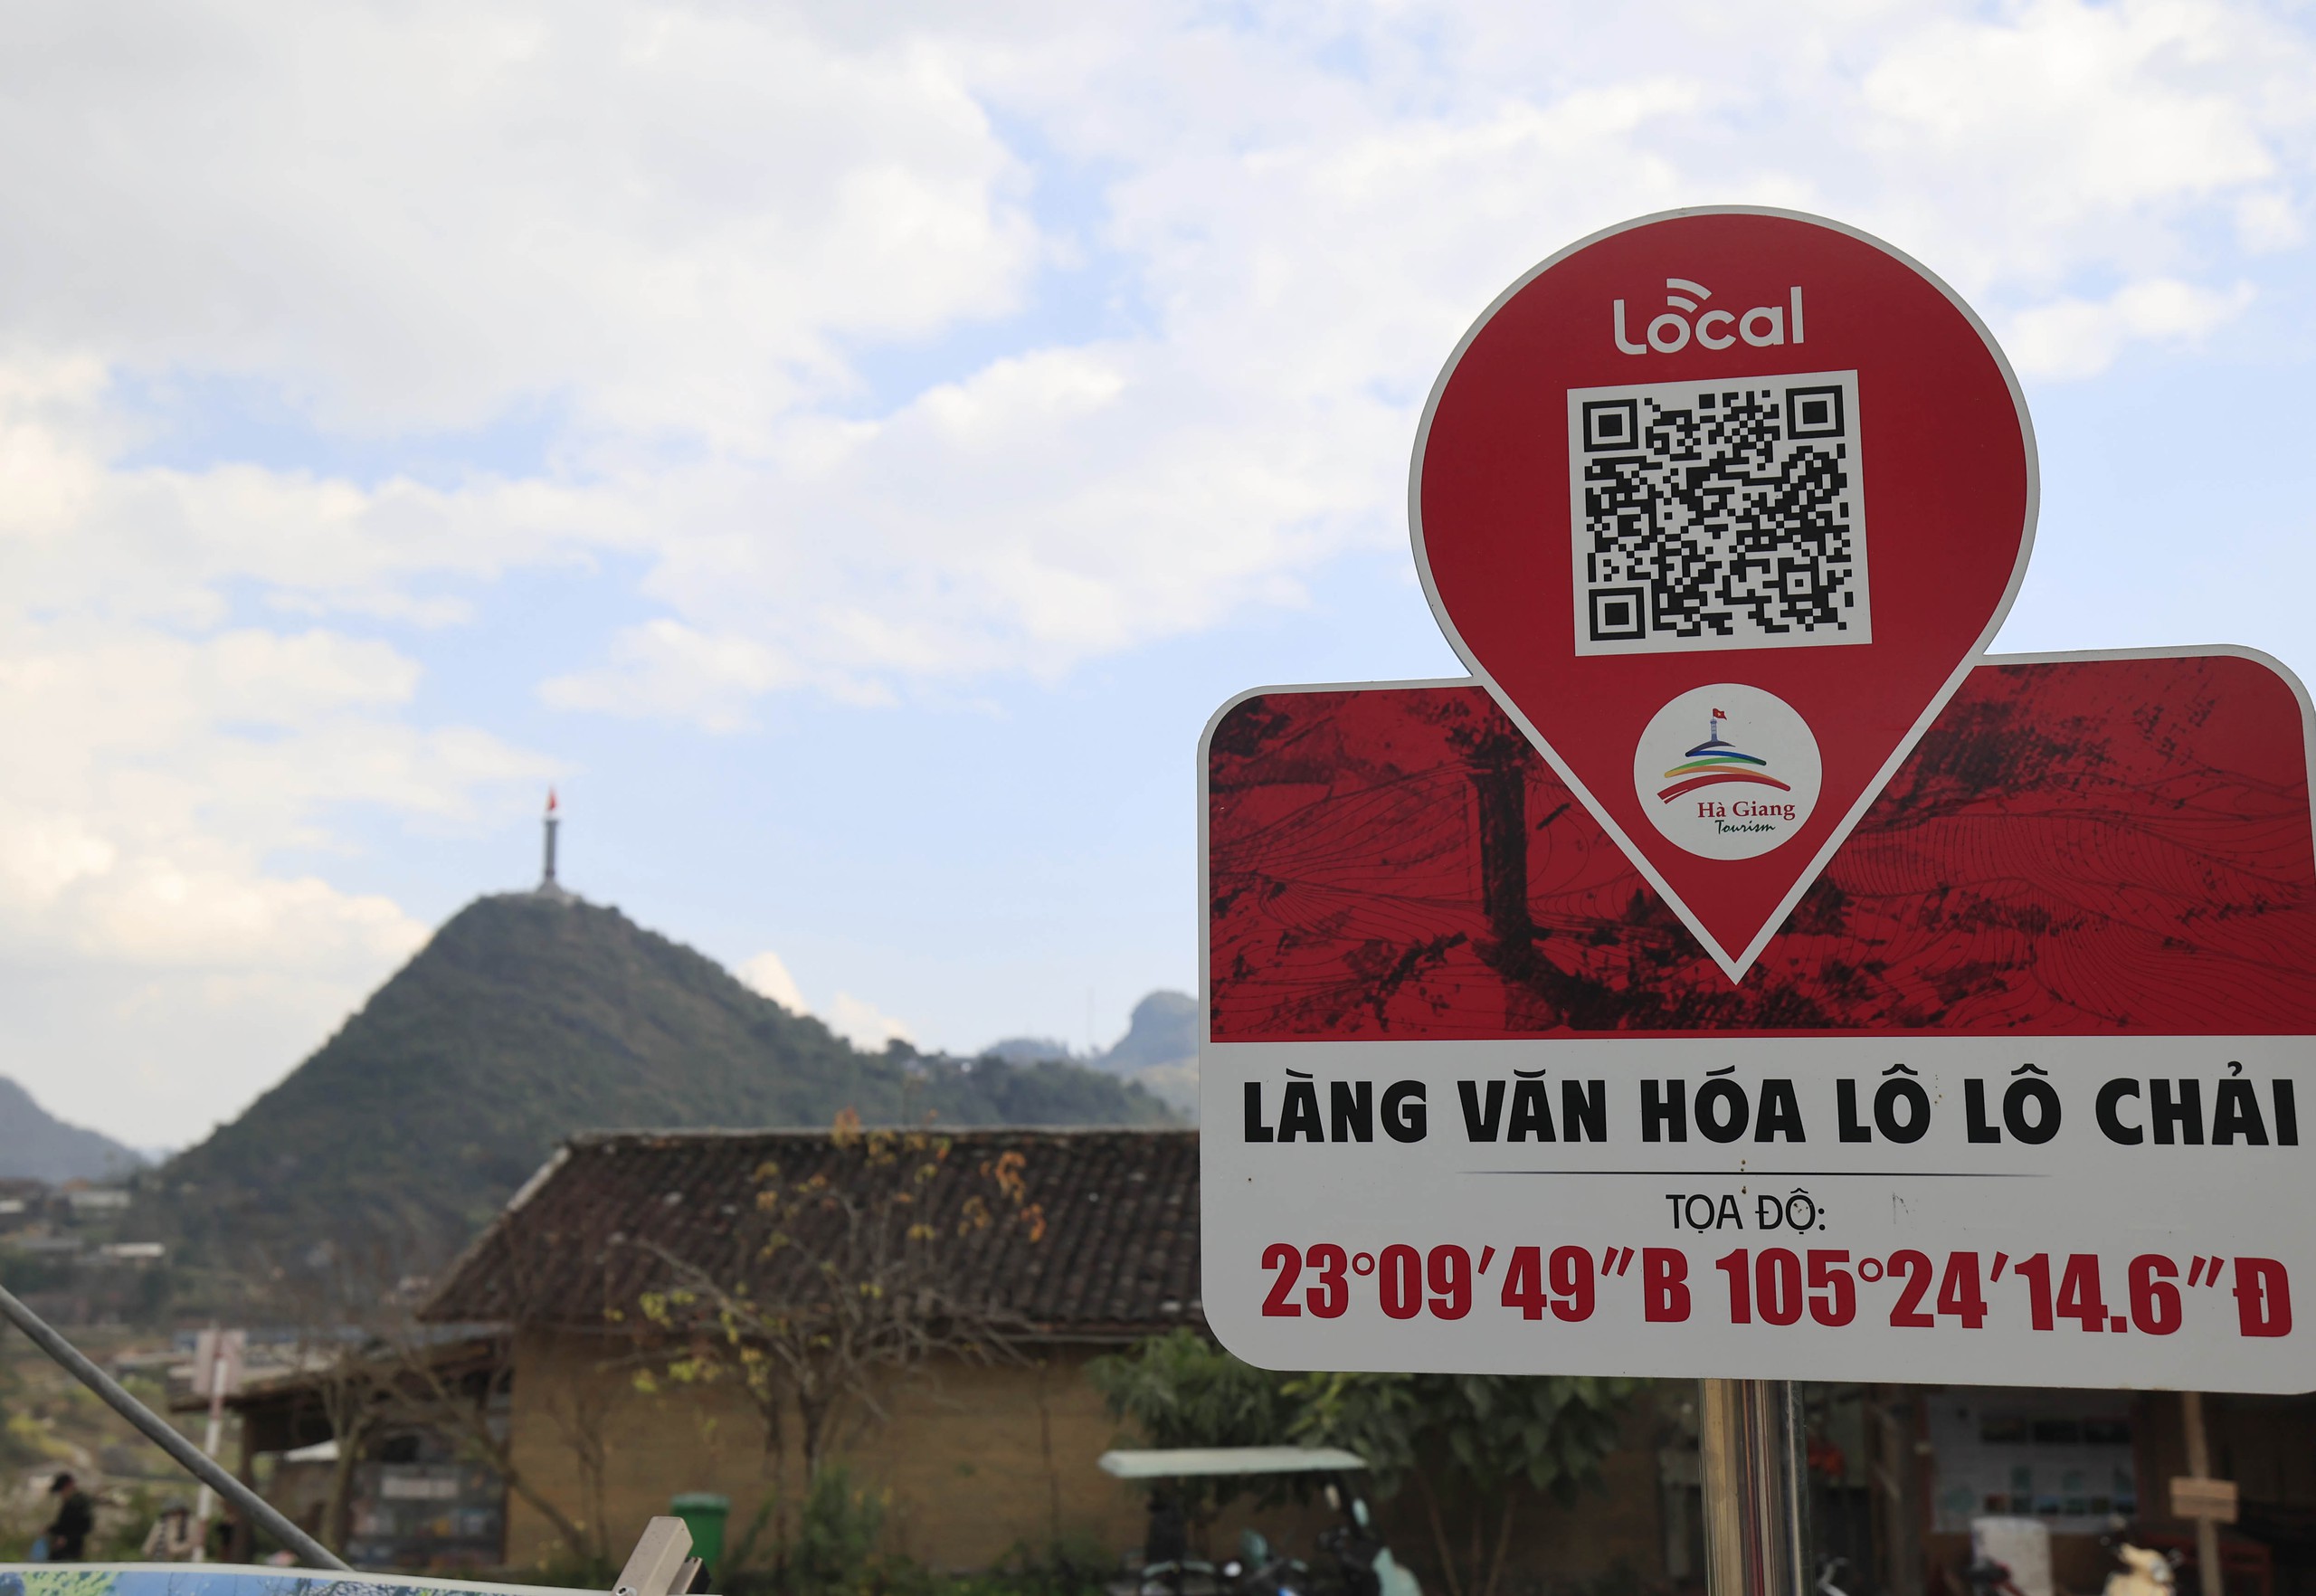 Local
Hà Giang
Tourism
LÀNG VĂN HÓA LÔ LÔ CHẢI
TỌA ĐỘ:
23°09'49"B 105°24'14.6"Đ